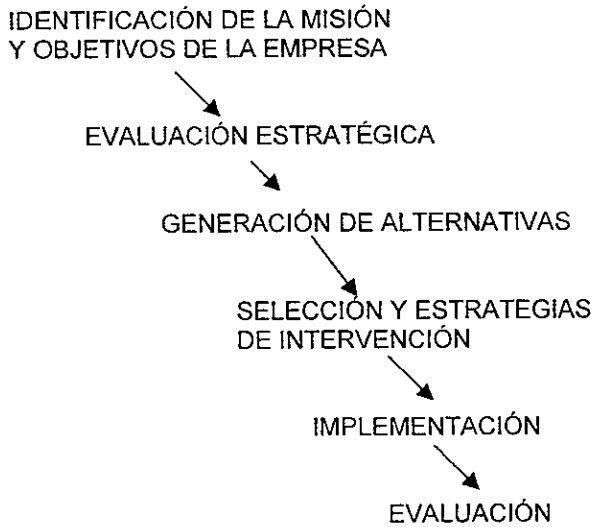 IDENTIFICACIÓN DE LA MISIÓN
Y OBJETIVOS DE LA EMPRESA
EVALUACIÓN ESTRATÉGICA
GENERACIÓN DE ALTERNATIVAS
SELECCIÓN Y ESTRATEGIAS
DE INTERVENCIÓN
IMPLEMENTACIÓN
EVALUACIÓN